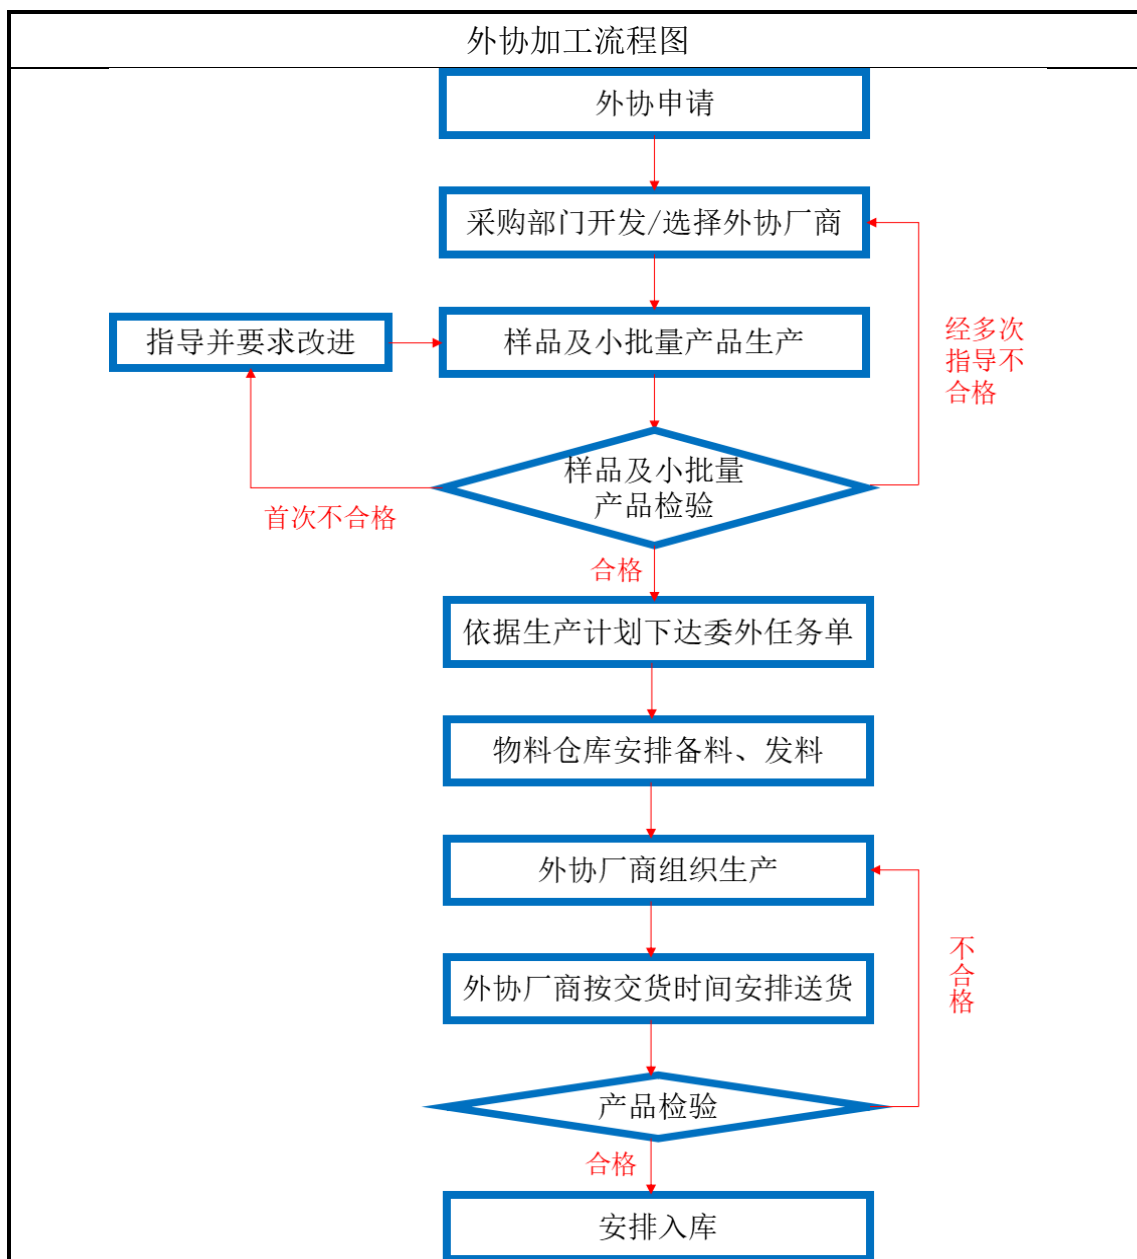 外协加工流程图
外协申请
采购部门开发/选择外协厂商
指导并要求改进
样品及小批量产品生产
经多次
指导不
合格
样品及小批量
产品检验
首次不合格
合格
依据生产计划下达委外任务单
物料仓库安排备料、发料
外协厂商组织生产
外协厂商按交货时间安排送货
不
合
格
产品检验
合格
安排入库